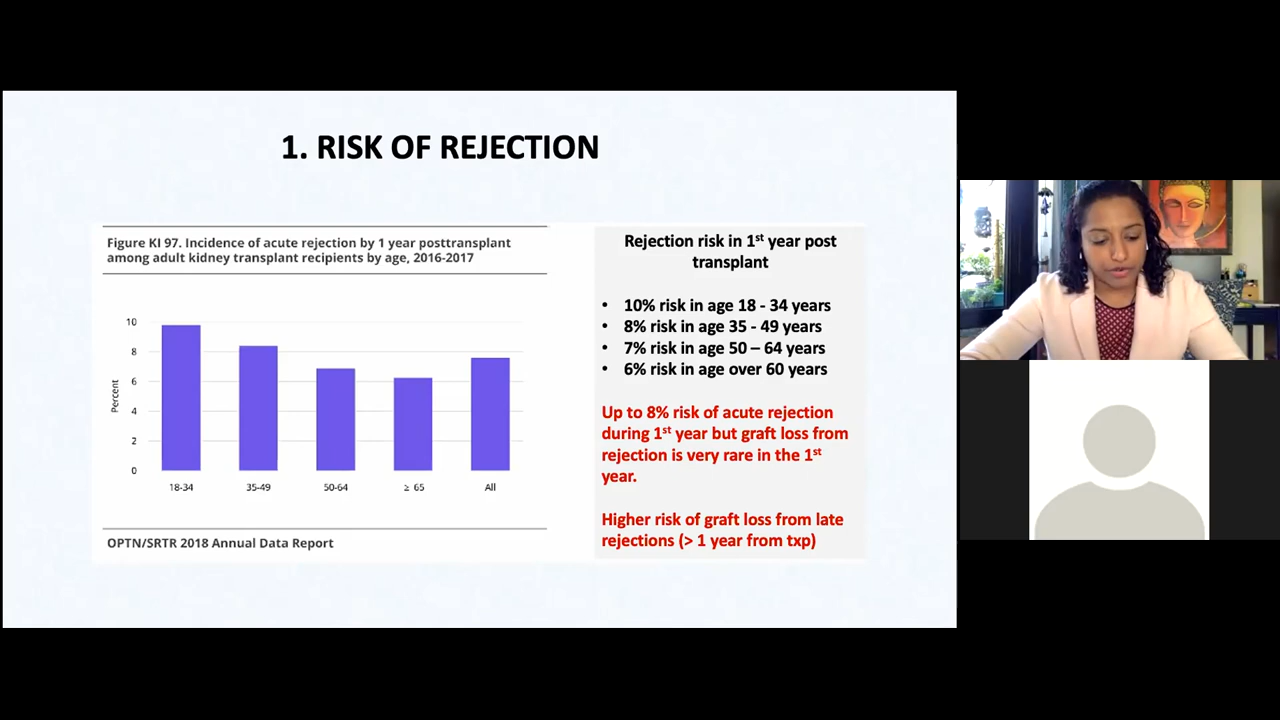 1. RISK OF REJECTION
Figure KI 97. Incidence of acute rejection by 1 year posttransplant
among adult kidney transplant recipients by age, 2016-2017
10
8
6
4
2
0
Percent
18-34
35-49
50-64
≥ 65
All
OPTN/SRTR 2018 Annual Data Report
Rejection risk in 1st year post
transplant
• 10% risk in age 18 - 34 years
• 8% risk in age 35 - 49 years
• 7% risk in age 50 – 64 years
• 6% risk in age over 60 years
Up to 8% risk of acute rejection
during 1st year but graft loss from
rejection is very rare in the 1st
year.
Higher risk of graft loss from late
rejections (> 1 year from txp)